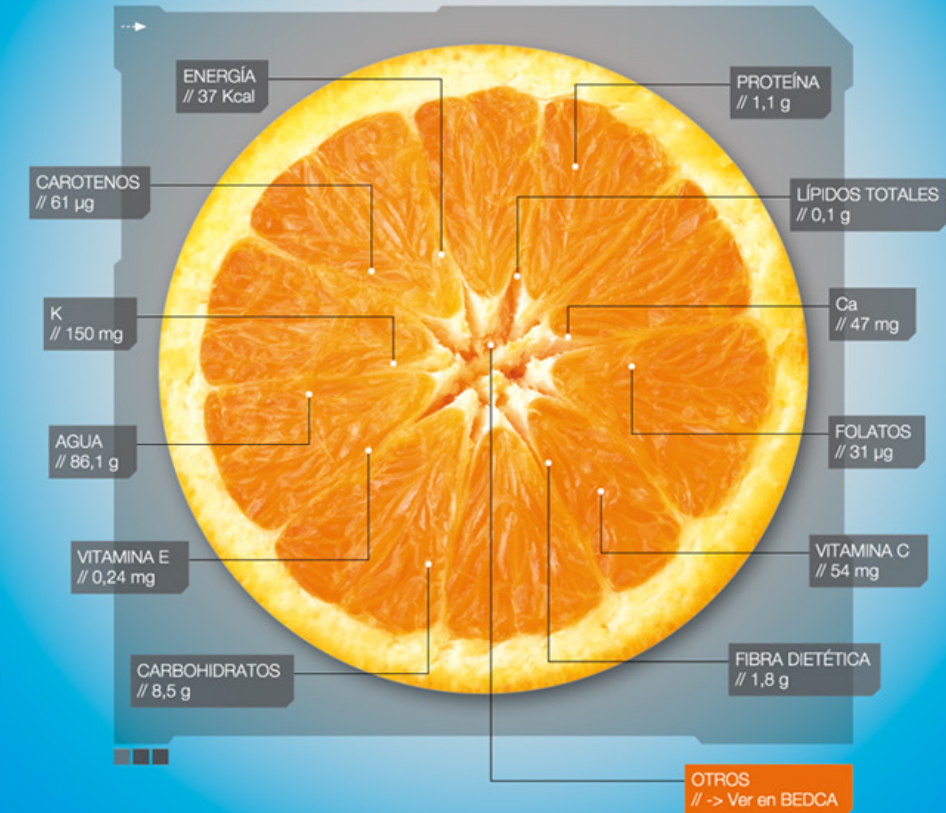 ENERGÍA
// 37 Kcal
PROTEÍNA
// 1,1 g
CAROTENOS
// 61 µg
LÍPIDOS TOTALES
// 0,1 g
K
// 150 mg
Ca
// 47 mg
AGUA
// 86,1 g
FOLATOS
// 31 µg
VITAMINA E
// 0,24 mg
VITAMINA C
// 54 mg
CARBOHIDRATOS
// 8,5 g
FIBRA DIETÉTICA
// 1,8 g
OTROS
// -> Ver en BEDCA